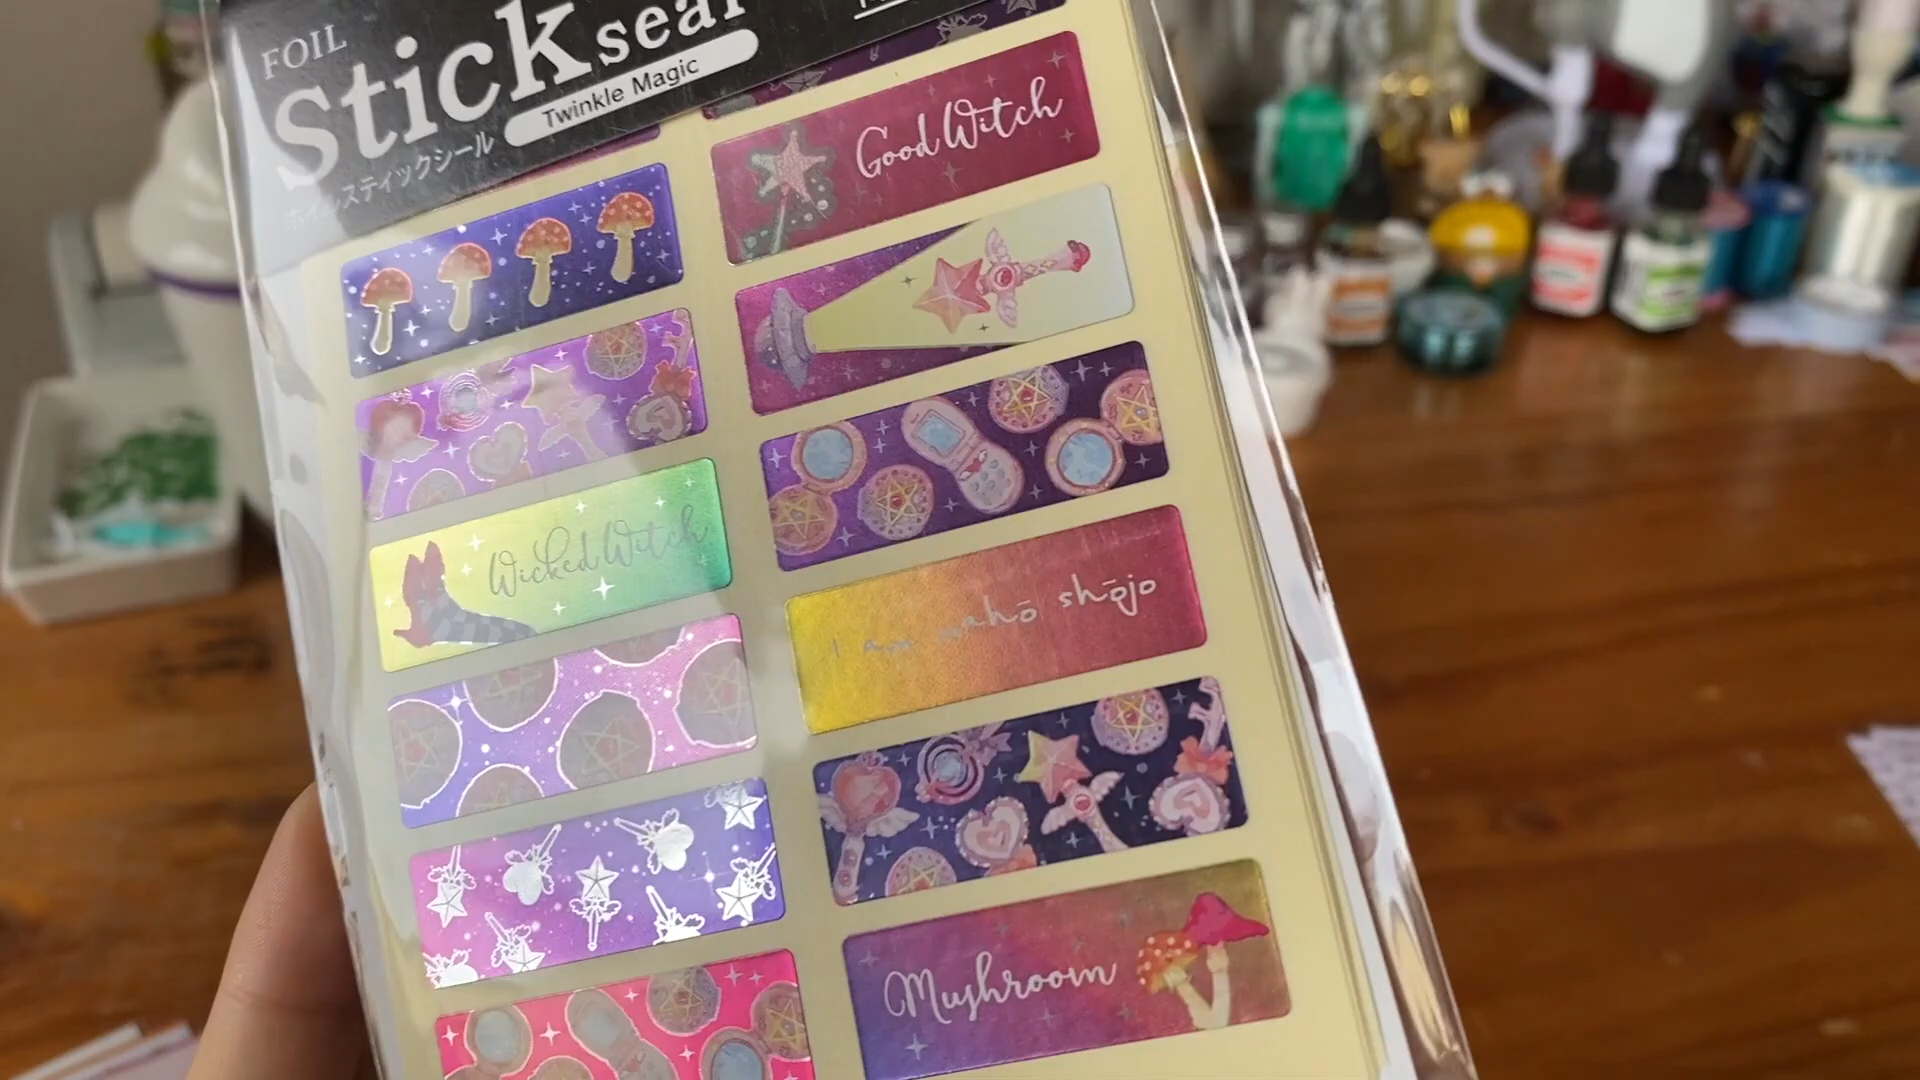 FOIL
Stick seal
Twinkle Magic
ホイルスティックシール
Good Witch
Wicked Witch
I am mahō shōjo
Mushroom